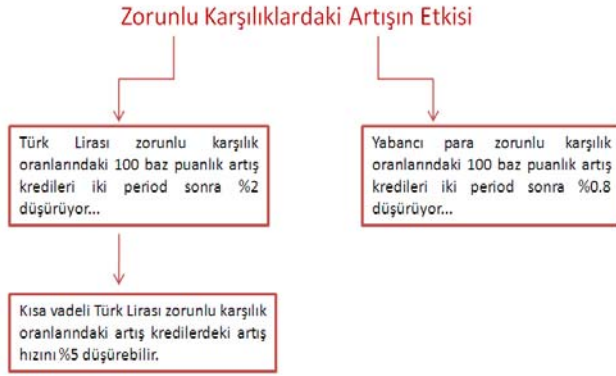 Zorunlu Karşılıklardaki Artışın Etkisi
Türk Lirası zorunlu karşılık
oranlarındaki 100 baz puanlık artış
kredileri iki period sonra %2
düşürüyor...
Yabancı para zorunlu karşılık
oranlarındaki 100 baz puanlık artış
kredileri iki period sonra %0.8
düşürüyor...
Kısa vadeli Türk Lirası zorunlu karşılık
oranlarındaki artış kredilerdeki artış
hızını %5 düşürebilir.